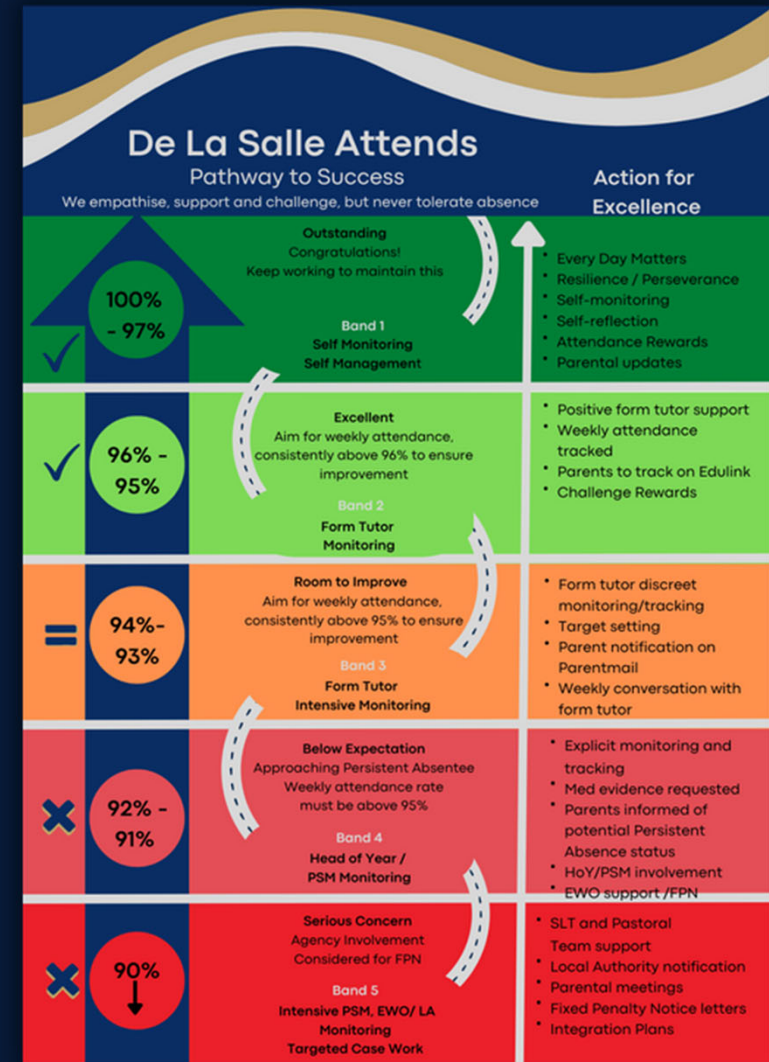 De La Salle Attends
Pathway to Success
We empathise, support and challenge, but never tolerate absence
Action for
Excellence
100%
- 97%
Outstanding
Congratulations!
Keep working to maintain this
Band 1
Self Monitoring
Self Management
• Every Day Matters
• Resilience / Perseverance
• Self-monitoring
• Self-reflection
• Attendance Rewards
• Parental updates
96% -
95%
Excellent
Aim for weekly attendance,
consistently above 96% to ensure
improvement
Band 2
Form Tutor
Monitoring
• Positive form tutor support
• Weekly attendance
tracked
• Parents to track on Edulink
• Challenge Rewards
94%-
93%
Room to Improve
Aim for weekly attendance,
consistently above 95% to ensure
improvement
Band 3
Form Tutor
Intensive Monitoring
• Form tutor discreet
monitoring/tracking
• Target setting
• Parent notification on
Parentmail
• Weekly conversation with
form tutor
92% -
91%
Below Expectation
Approaching Persistent Absentee
Weekly attendance rate
must be above 95%
Band 4
Head of Year /
PSM Monitoring
• Explicit monitoring and
tracking
• Med evidence requested
• Parents informed of
potential Persistent
Absence status
• HoY/PSM involvement
• EWO support /FPN
90%
Serious Concern
Agency Involvement
Considered for FPN
Band 5
Intensive PSM, EWO/ LA
Monitoring
Targeted Case Work
• SLT and Pastoral
Team support
• Local Authority notification
• Parental meetings
• Fixed Penalty Notice letters
• Integration Plans